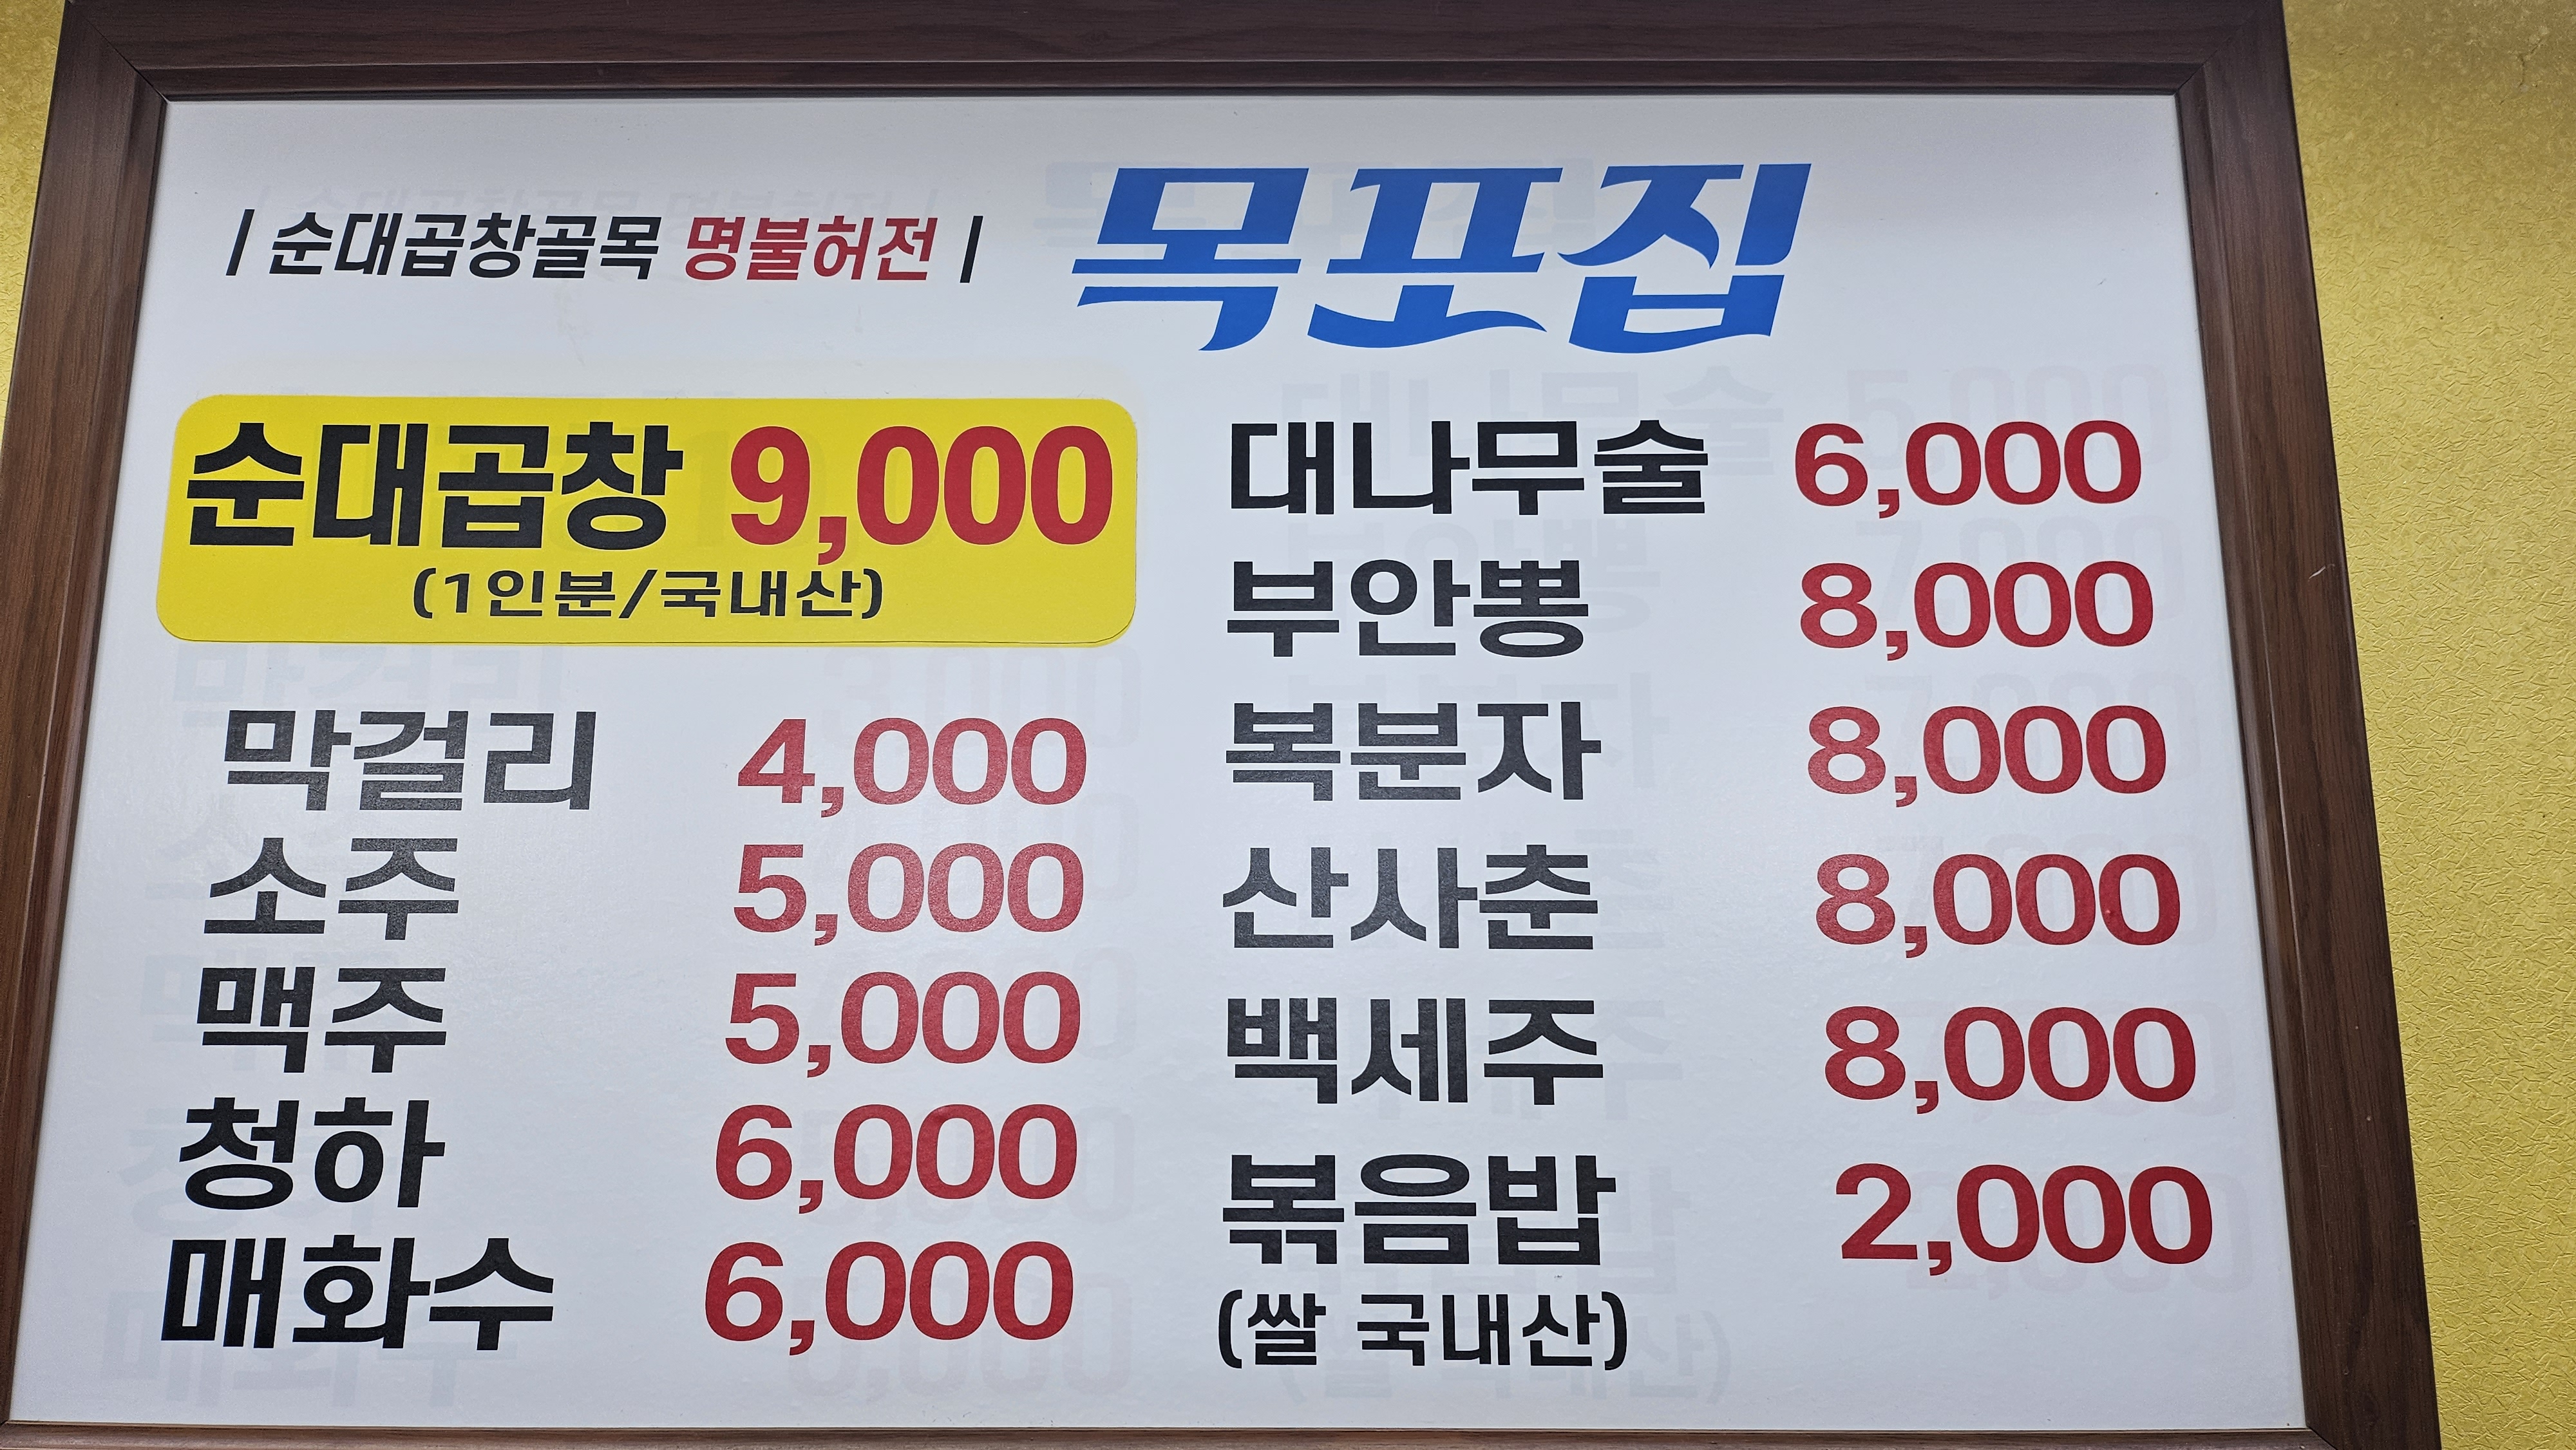 | 순대곱창골목 명불허전 | 목포집
순대곱창 9,000
(1인분/국내산)
막걸리 4,000
소주 5,000
맥주 5,000
청하 6,000
매화수 6,000
대나무술 6,000
부안뽕 8,000
복분자 8,000
산사춘 8,000
백세주 8,000
볶음밥 2,000
(쌀 국내산)